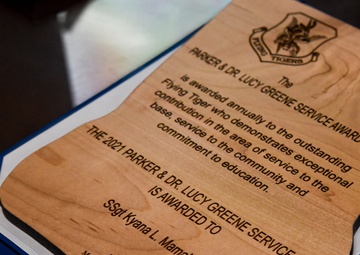 FLYING TIGERS
The
PARKER & DR. LUCY GREENE SERVICE AWARD
is awarded annually to the outstanding
Flying Tiger who demonstrates exceptional
contribution in the area of service to the
base, service to the community and
commitment to education.
THE 2021 PARKER & DR. LUCY GREENE SERVICE
IS AWARDED TO
SSgt Kyana L.